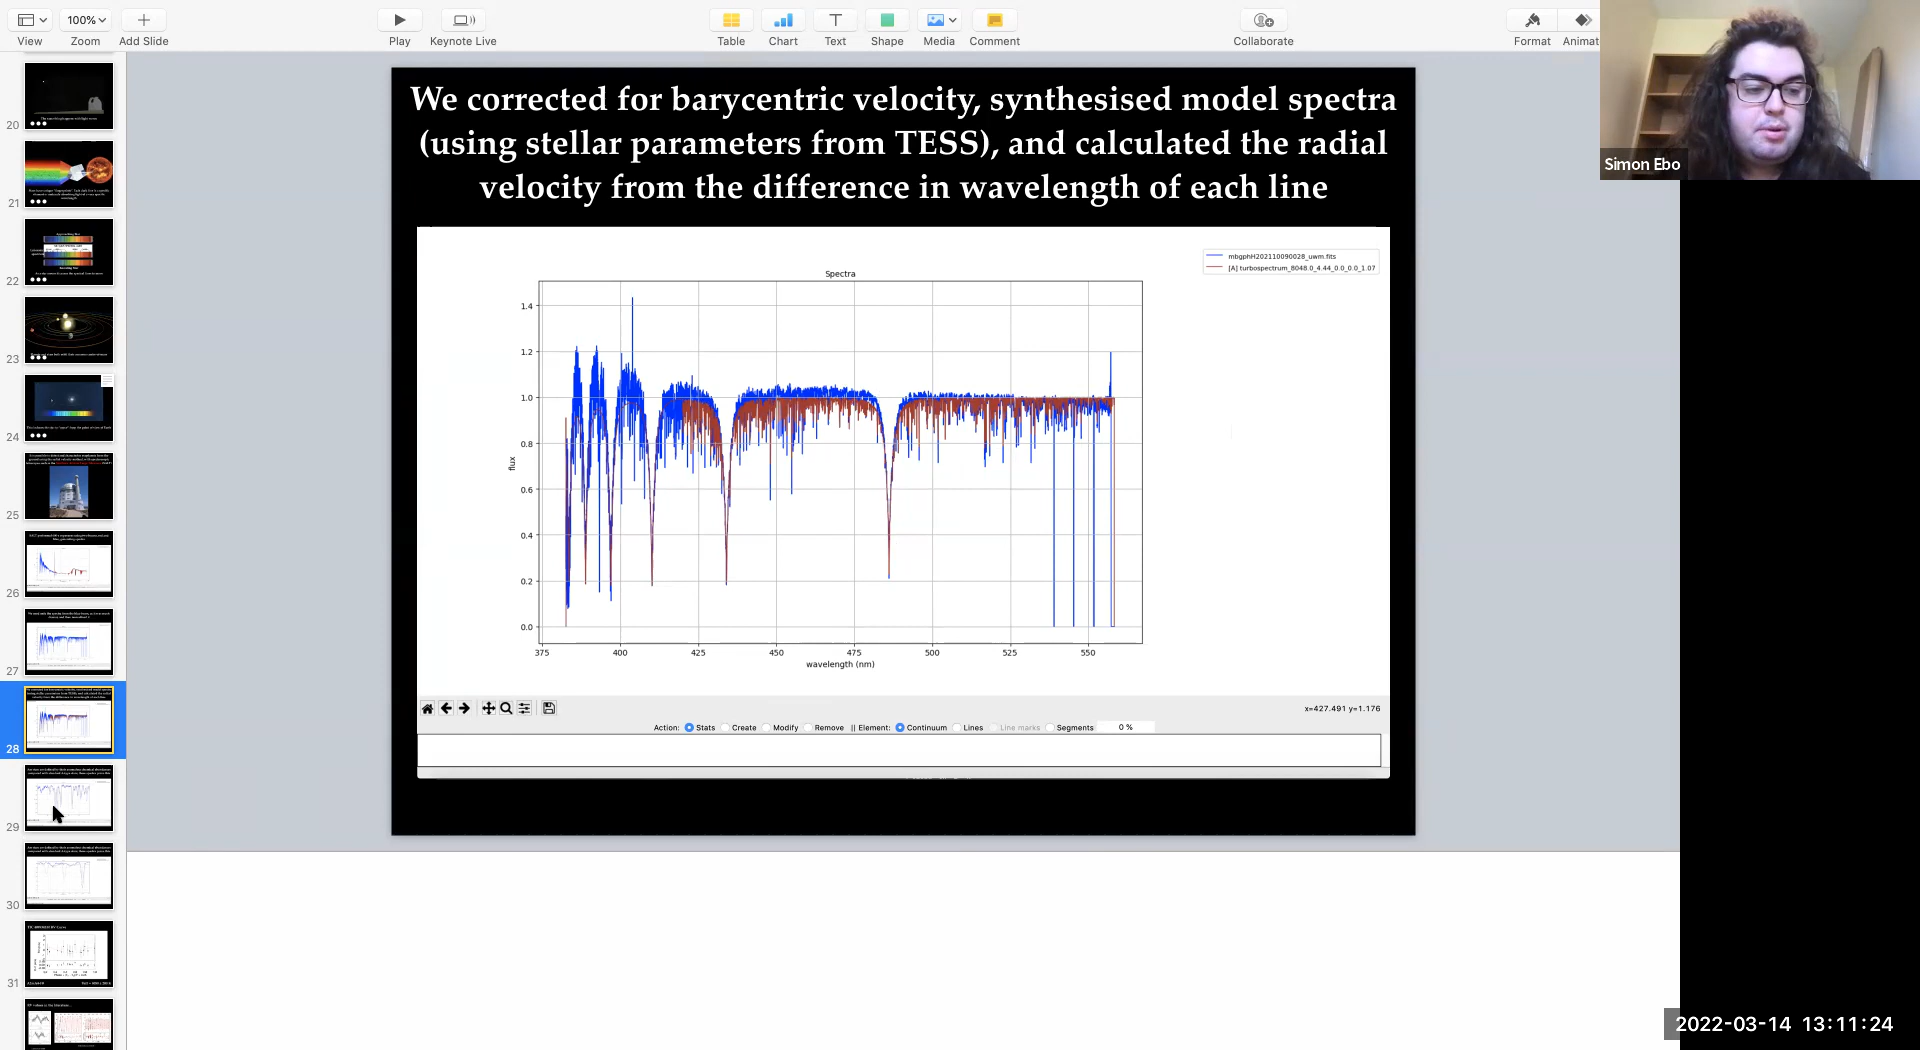 View
100%
Zoom
Add Slide
Play
Keynote Live
Table
Chart
Text
Shape
Media
Comment
Collaborate
Format
Animat
Simon Ebo
20
21
22
23
24
25
26
27
28
29
30
31
We corrected for barycentric velocity, synthesised model spectra
(using stellar parameters from TESS), and calculated the radial
velocity from the difference in wavelength of each line
mbgphH202110090028_uwm.fits
[A] turbospectrum_8048.0_4.44_0.0_0.0_1.07
Spectra
1.4
1.2
1.0
0.8
0.6
0.4
0.2
0.0
flux
375 400 425 450 475 500 525 550
wavelength (nm)
x=427.491 y=1.176
Action: Stats Create Modify Remove || Element: Continuum Lines Line marks Segments 0 %
2022-03-14 13:11:24